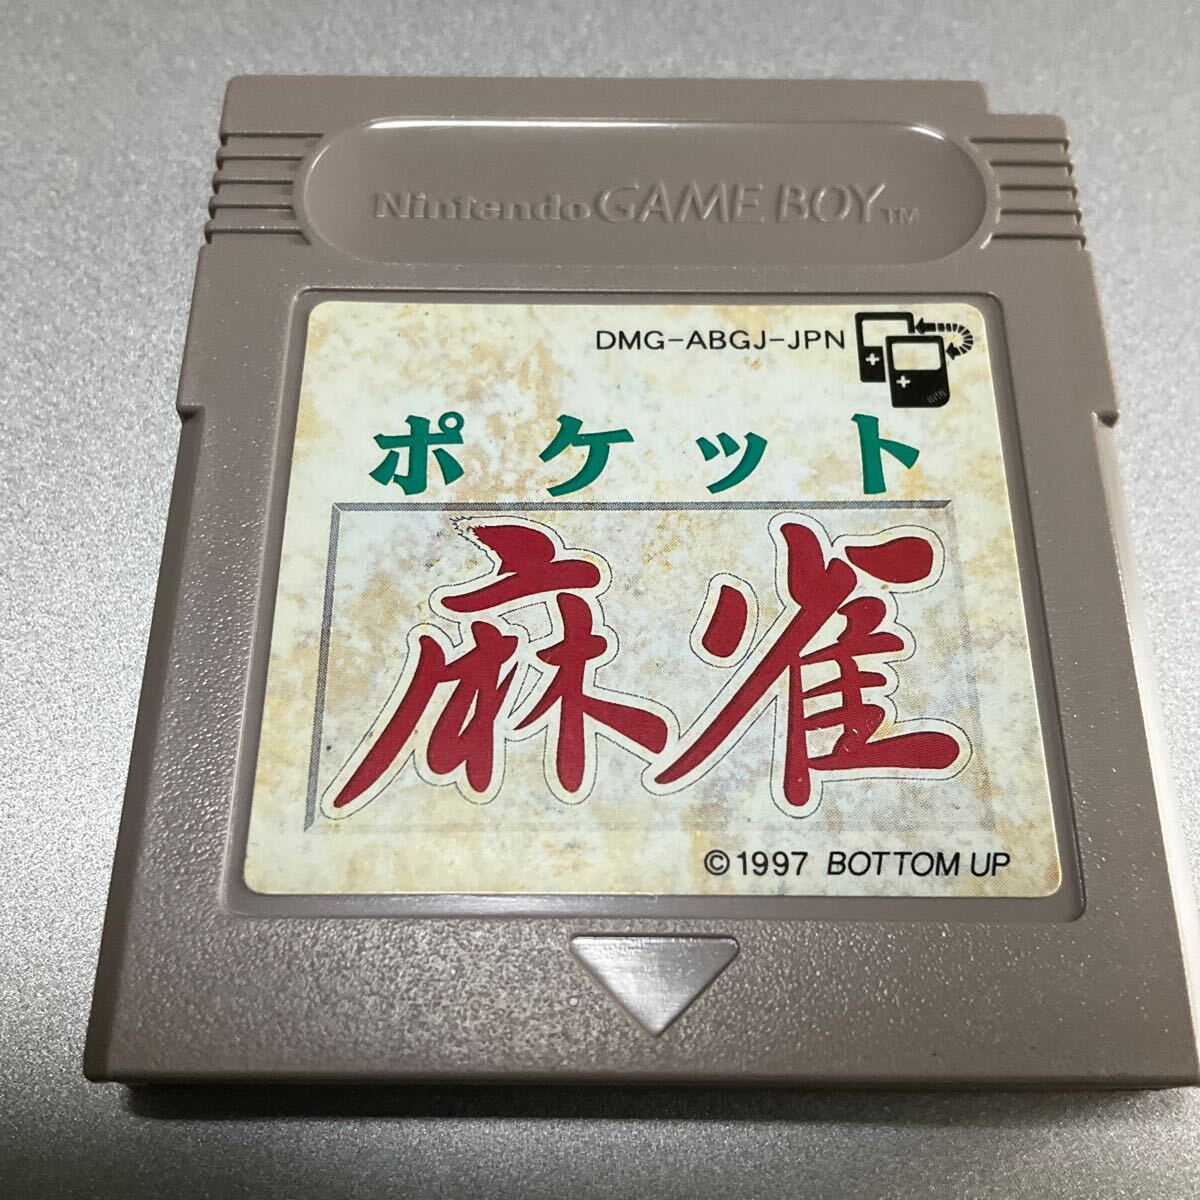 Nintendo GAME BOY TM
DMG-ABGJ-JPN
ポケット
麻雀
©1997 BOTTOM UP